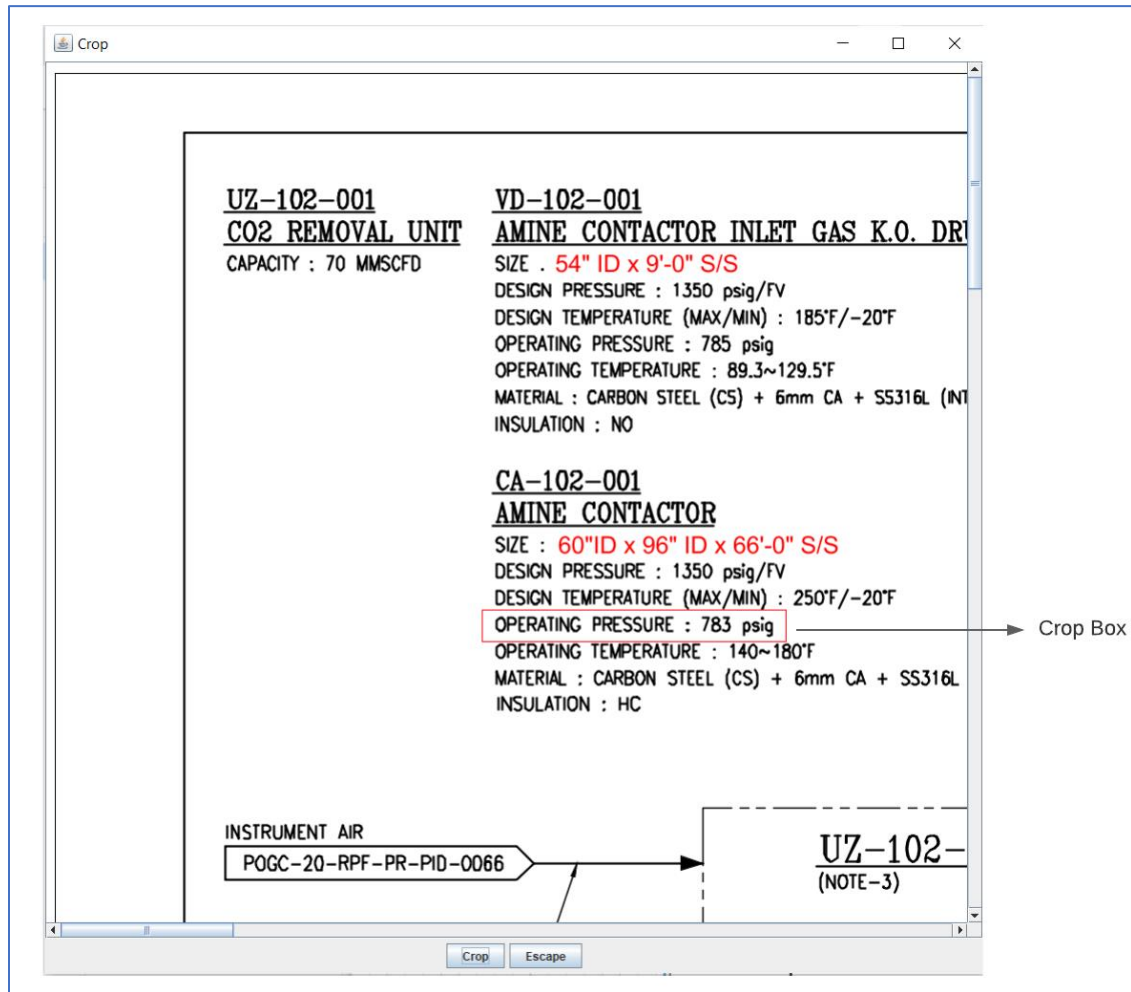 Crop
UZ-102-001
CO2 REMOVAL UNIT
CAPACITY : 70 MMSCFD
VD-102-001
AMINE CONTACTOR INLET GAS K.O. DRU
SIZE . 54" ID x 9'-0" S/S
DESIGN PRESSURE : 1350 psig/FV
DESIGN TEMPERATURE (MAX/MIN) : 185°F/-20°F
OPERATING PRESSURE : 785 psig
OPERATING TEMPERATURE : 89.3~129.5°F
MATERIAL : CARBON STEEL (CS) + 6mm CA + SS316L (INT
INSULATION : NO
CA-102-001
AMINE CONTACTOR
SIZE : 60"ID x 96" ID x 66'-0" S/S
DESIGN PRESSURE : 1350 psig/FV
DESIGN TEMPERATURE (MAX/MIN) : 250°F/-20°F
OPERATING PRESSURE : 783 psig
Crop Box
OPERATING TEMPERATURE : 140~180°F
MATERIAL : CARBON STEEL (CS) + 6mm CA + SS316L
INSULATION : HC
INSTRUMENT AIR
POGC-20-RPF-PR-PID-0066
UZ-102-
(NOTE-3)
Crop
Escape